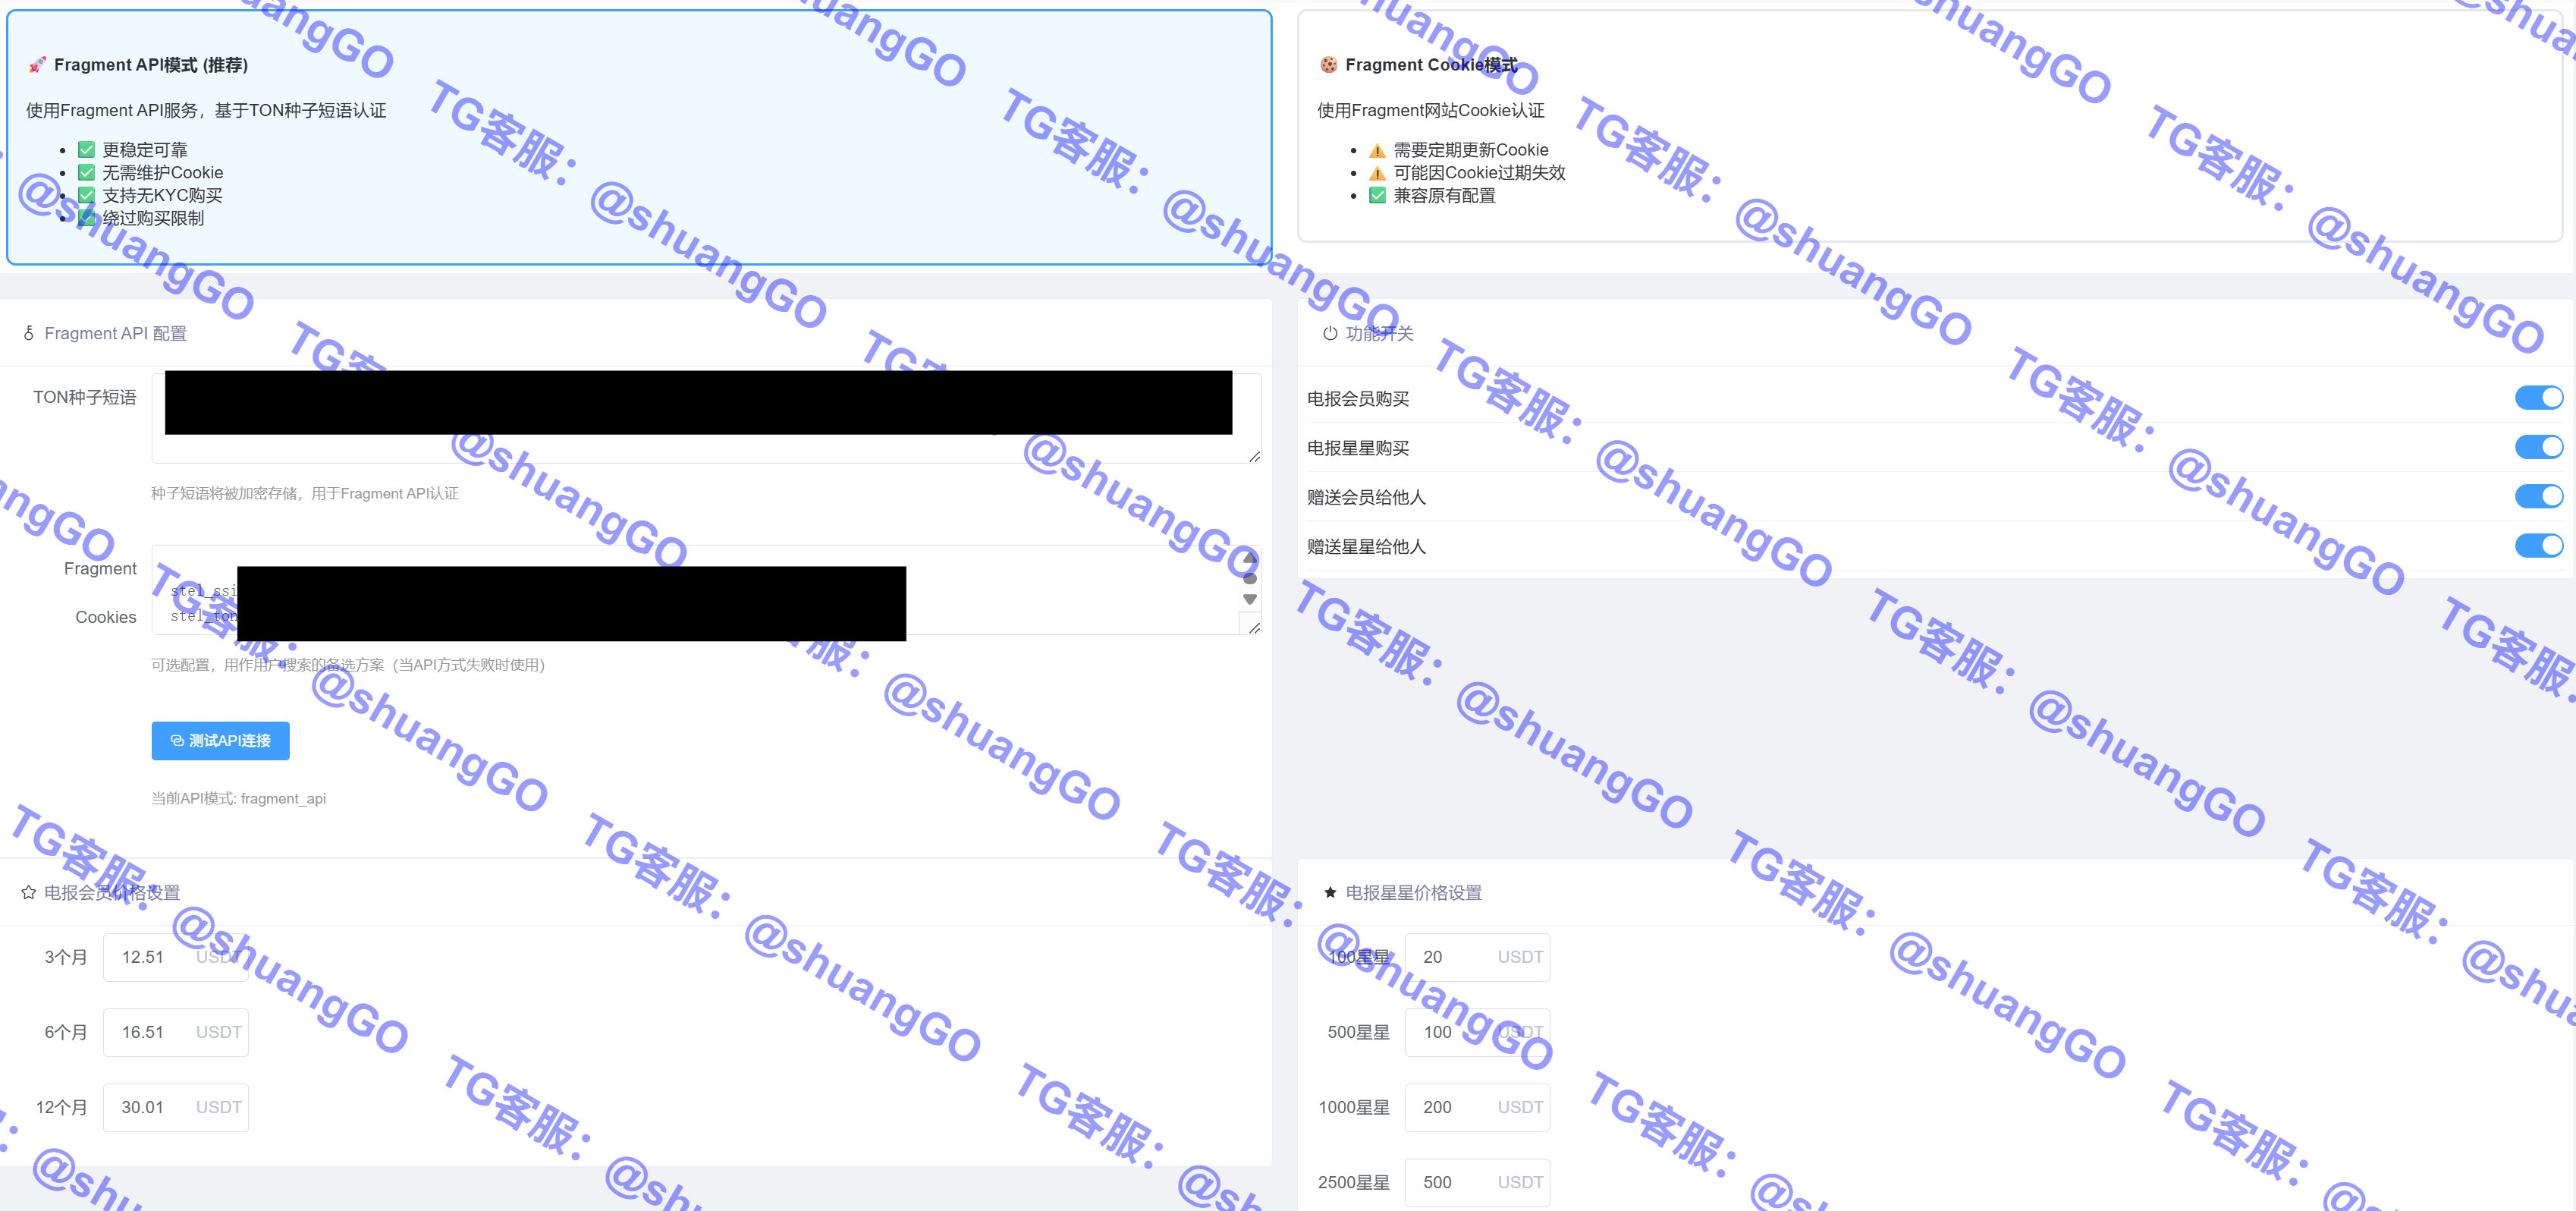 🚀 Fragment API模式 (推荐)
使用Fragment API服务，基于TON种子短语认证
• ✅ 更稳定可靠
• ✅ 无需维护Cookie
• ✅ 支持无KYC购买
• ✅ 绕过购买限制
🍪 Fragment Cookie模式
使用Fragment网站Cookie认证
• ⚠️ 需要定期更新Cookie
• ⚠️ 可能因Cookie过期失效
• ✅ 兼容原有配置
Fragment API 配置
TON种子短语
种子短语将被加密存储，用于Fragment API认证
Fragment
Cookies
stel_ssi
stel_ton
可选配置，用作用户搜索的备选方案（当API方式失败时使用）
测试API连接
当前API模式: fragment_api
功能开关
电报会员购买
电报星星购买
赠送会员给他人
赠送星星给他人
电报会员价格设置
3个月 12.51 USDT
6个月 16.51 USDT
12个月 30.01 USDT
电报星星价格设置
100星星 20 USDT
500星星 100 USDT
1000星星 200 USDT
2500星星 500 USDT
TG客服：@shuangGO